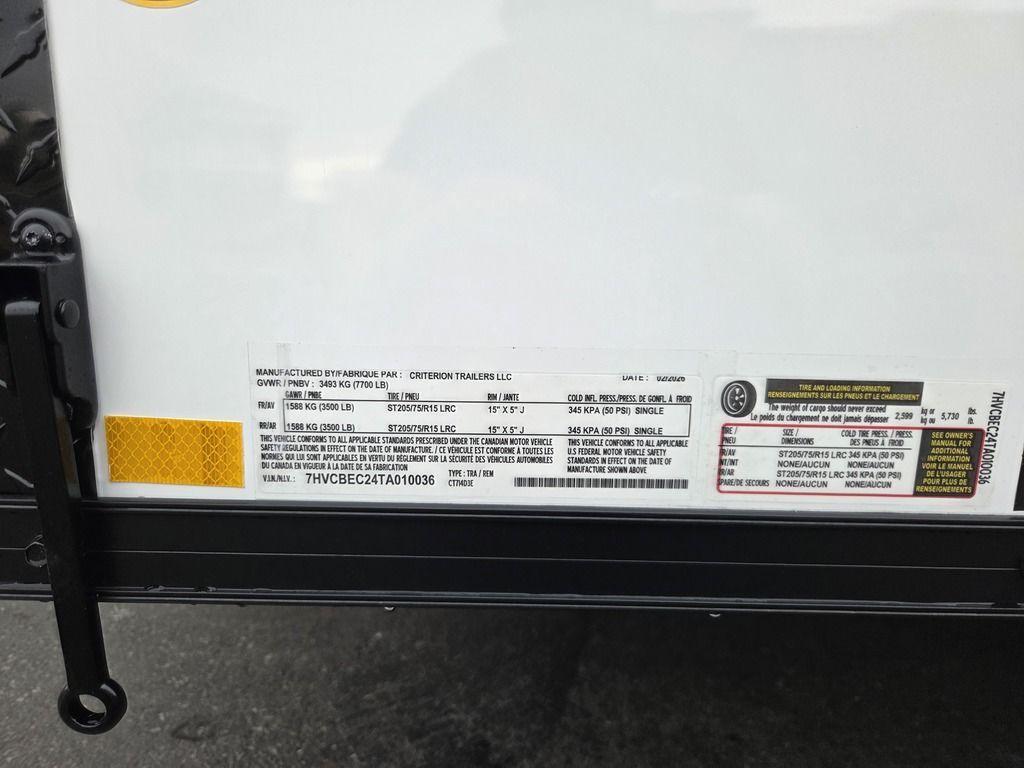 MANUFACTURED BY/FABRIQUE PAR : CRITERION TRAILERS LLC DATE : 02/2026
GVWR / PNBV : 3493 KG (7700 LB)
GAWR / PNBE TIRE / PNEU RIM / JANTE COLD INFL. PRESS./PRESS. DE GONFL. À FROID
FR/AV 1588 KG (3500 LB) ST205/75/R15 LRC 15" X 5" J 345 KPA (50 PSI) SINGLE
RR/AR 1588 KG (3500 LB) ST205/75/R15 LRC 15" X 5" J 345 KPA (50 PSI) SINGLE
THIS VEHICLE CONFORMS TO ALL APPLICABLE STANDARDS PRESCRIBED UNDER THE CANADIAN MOTOR VEHICLE
SAFETY REGULATIONS IN EFFECT ON THE DATE OF MANUFACTURE. / CE VÉHICULE EST CONFORME À TOUTES LES
NORMES QUI LUI SONT APPLICABLES EN VERTU DU RÈGLEMENT SUR LA SÉCURITÉ DES VÉHICULES AUTOMOBILES
DU CANADA EN VIGUEUR À LA DATE DE SA FABRICATION
THIS VEHICLE CONFORMS TO ALL APPLICABLE
U.S FEDERAL MOTOR VEHICLE SAFETY
STANDARDS IN EFFECT ON THE DATE OF
MANUFACTURE SHOWN ABOVE
V.I.N./N.I.V. : 7HVCBEC24TA010036 TYPE : TRA / REM
CT714D3E
TIRE AND LOADING INFORMATION
RENSEIGNEMENTS SUR LES PNEUS ET LE CHARGEMENT
The weight of cargo should never exceed
Le poids du chargement ne doit jamais dépasser 2,599 kg or kg ou 5,730 lbs. lb.
TIRE / SIZE / COLD TIRE PRESS. / PRESS.
PNEU DIMENSIONS DES PNEUS À FROID
FR/AV ST205/75/R15 LRC 345 KPA (50 PSI)
INT/INT NONE/AUCUN NONE/AUCUN
RR/AR ST205/75/R15 LRC 345 KPA (50 PSI)
SPARE/DE SECOURS NONE/AUCUN NONE/AUCUN
SEE OWNER'S
MANUAL FOR
ADDITIONAL
INFORMATION
VOIR LE MANUEL
DE L'USAGER
POUR PLUS DE
RENSEIGNEMENTS
7HVCBEC24TA010036